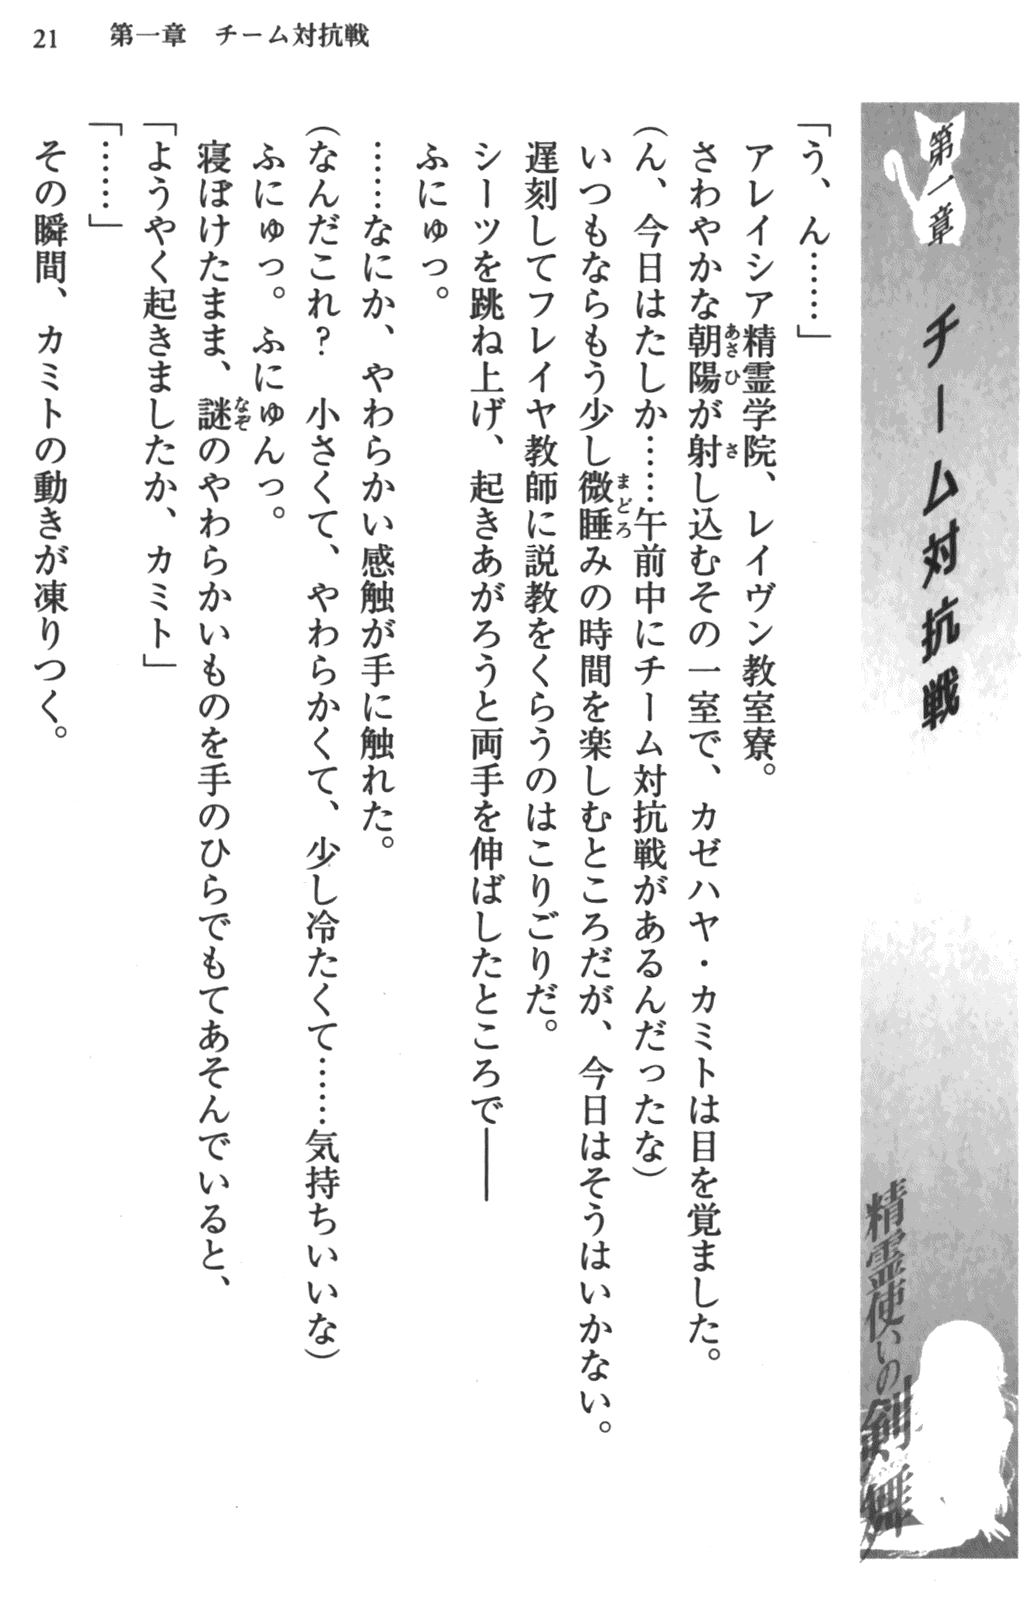 21　第一章　チーム対抗戦
第一章　チーム対抗戦
精霊使いの剣舞
「う、ん……」
アレイシア精霊学院、レイヴン教室寮。
さわやかな朝陽が射し込むその一室で、カゼハヤ・カミトは目を覚ました。
（ん、今日はたしか……午前中にチーム対抗戦があるんだったな）
いつもならもう少し微睡みの時間を楽しむところだが、今日はそうはいかない。
遅刻してフレイヤ教師に説教をくらうのはこりごりだ。
シーツを跳ね上げ、起きあがろうと両手を伸ばしたところで――
ふにゅっ。
……なにか、やわらかい感触が手に触れた。
（なんだこれ？　小さくて、やわらかくて、少し冷たくて……気持ちいいな）
ふにゅっ。ふにゅんっ。
寝ぼけたまま、謎のやわらかいものを手のひらでもてあそんでいると、
「ようやく起きましたか、カミト」
「……」
その瞬間、カミトの動きが凍りつく。